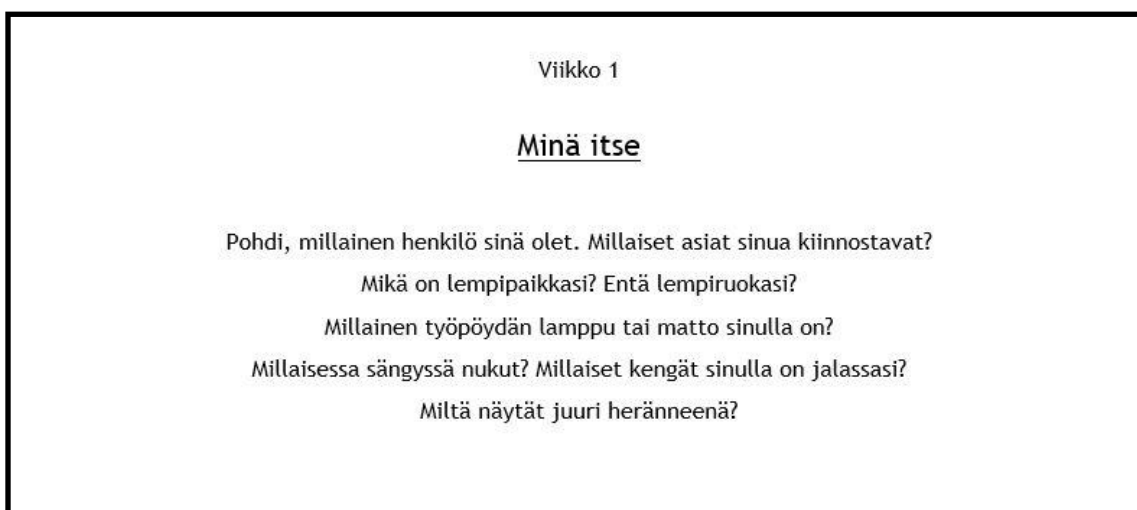 Viikko 1
Minä itse
Pohdi, millainen henkilö sinä olet. Millaiset asiat sinua kiinnostavat?
Mikä on lempipaikkasi? Entä lempiruokasi?
Millainen työpöydän lamppu tai matto sinulla on?
Millaisessa sängyssä nukut? Millaiset kengät sinulla on jalassasi?
Miltä näytät juuri heränneenä?